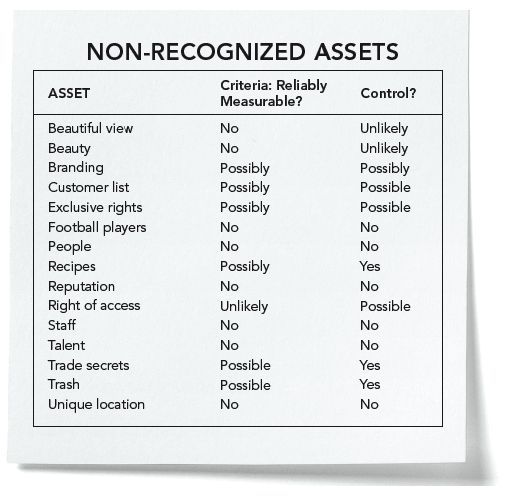 NON-RECOGNIZED ASSETS
ASSET Criteria: Reliably Measurable? Control?
Beautiful view No Unlikely
Beauty No Unlikely
Branding Possibly Possibly
Customer list Possibly Possible
Exclusive rights Possibly Possible
Football players No No
People No No
Recipes Possibly Yes
Reputation No No
Right of access Unlikely Possible
Staff No No
Talent No No
Trade secrets Possible Yes
Trash Possible Yes
Unique location No No